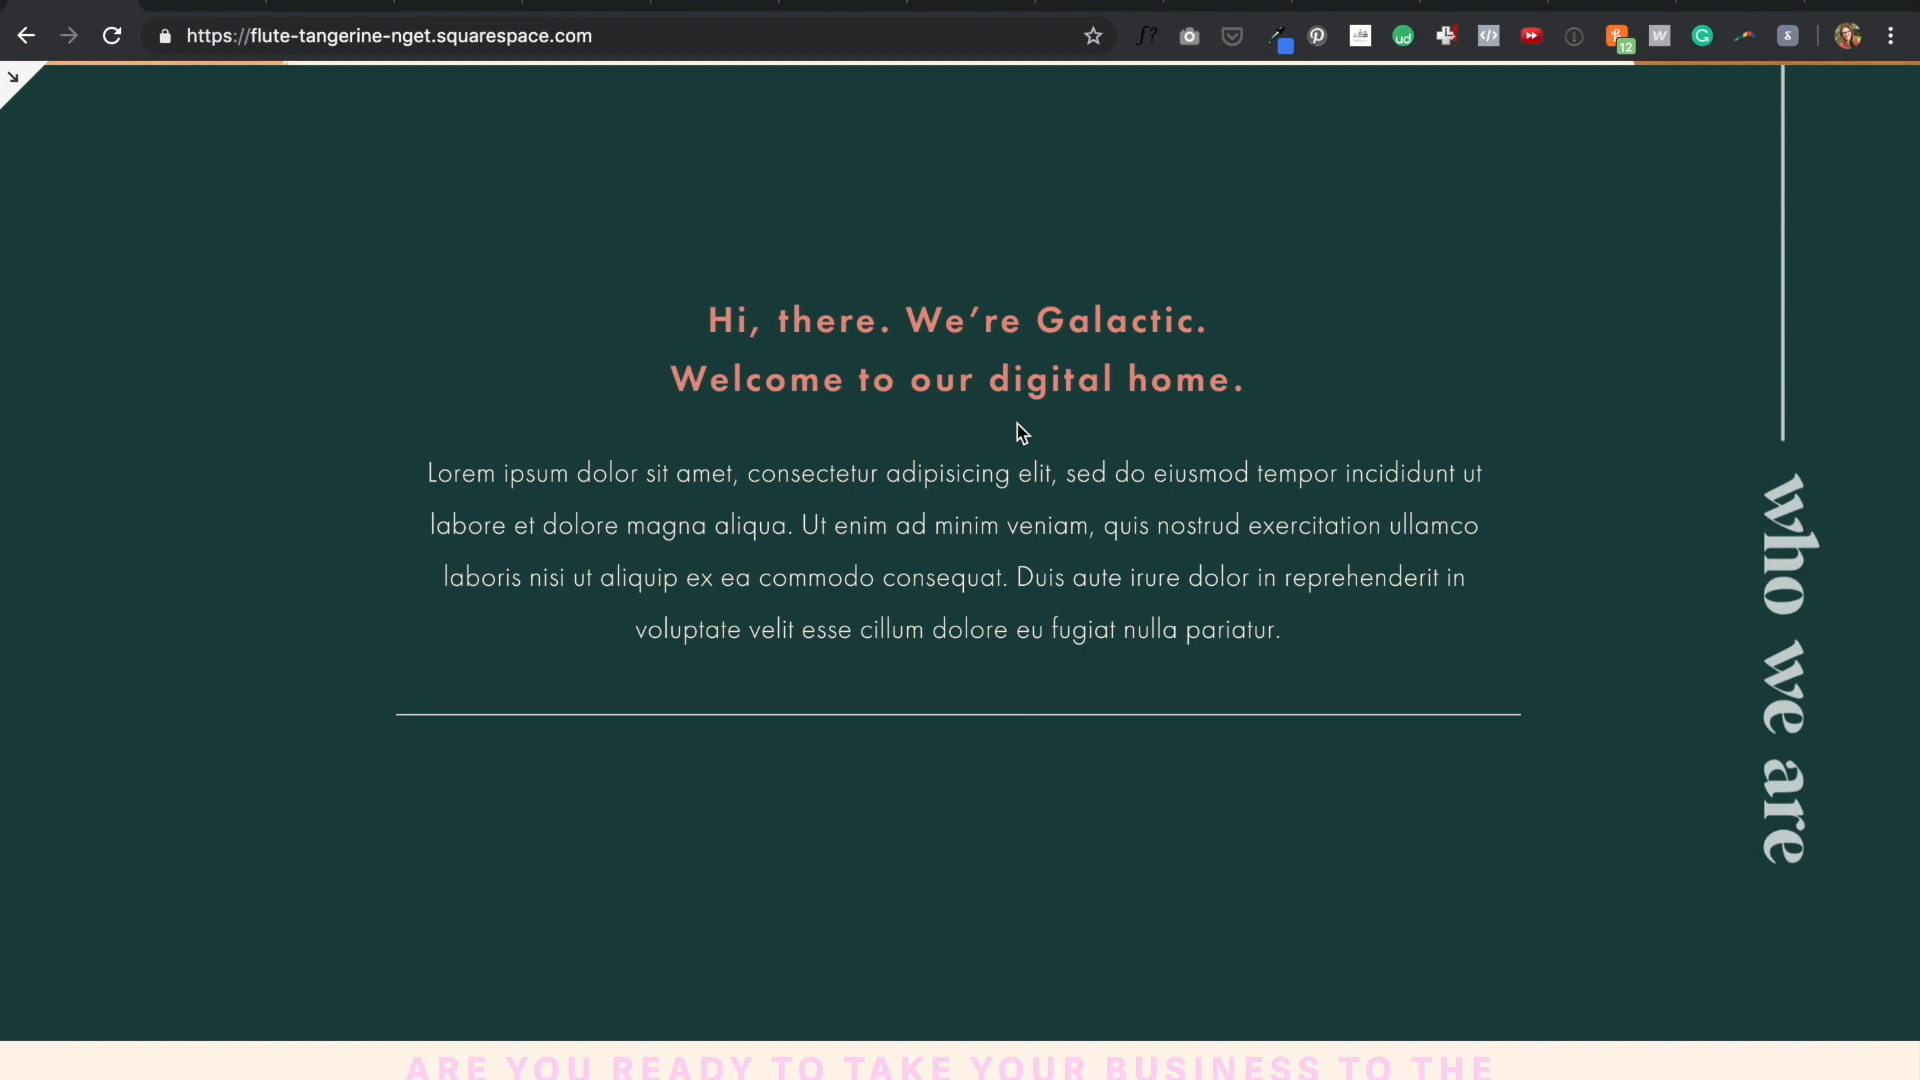 https://flute-tangerine-nget.squarespace.com
f?
ud
12
Hi, there. We’re Galactic.
Welcome to our digital home.
Lorem ipsum dolor sit amet, consectetur adipisicing elit, sed do eiusmod tempor incididunt ut
labore et dolore magna aliqua. Ut enim ad minim veniam, quis nostrud exercitation ullamco
laboris nisi ut aliquip ex ea commodo consequat. Duis aute irure dolor in reprehenderit in
voluptate velit esse cillum dolore eu fugiat nulla pariatur.
who we are
ARE YOU READY TO TAKE YOUR BUSINESS TO THE